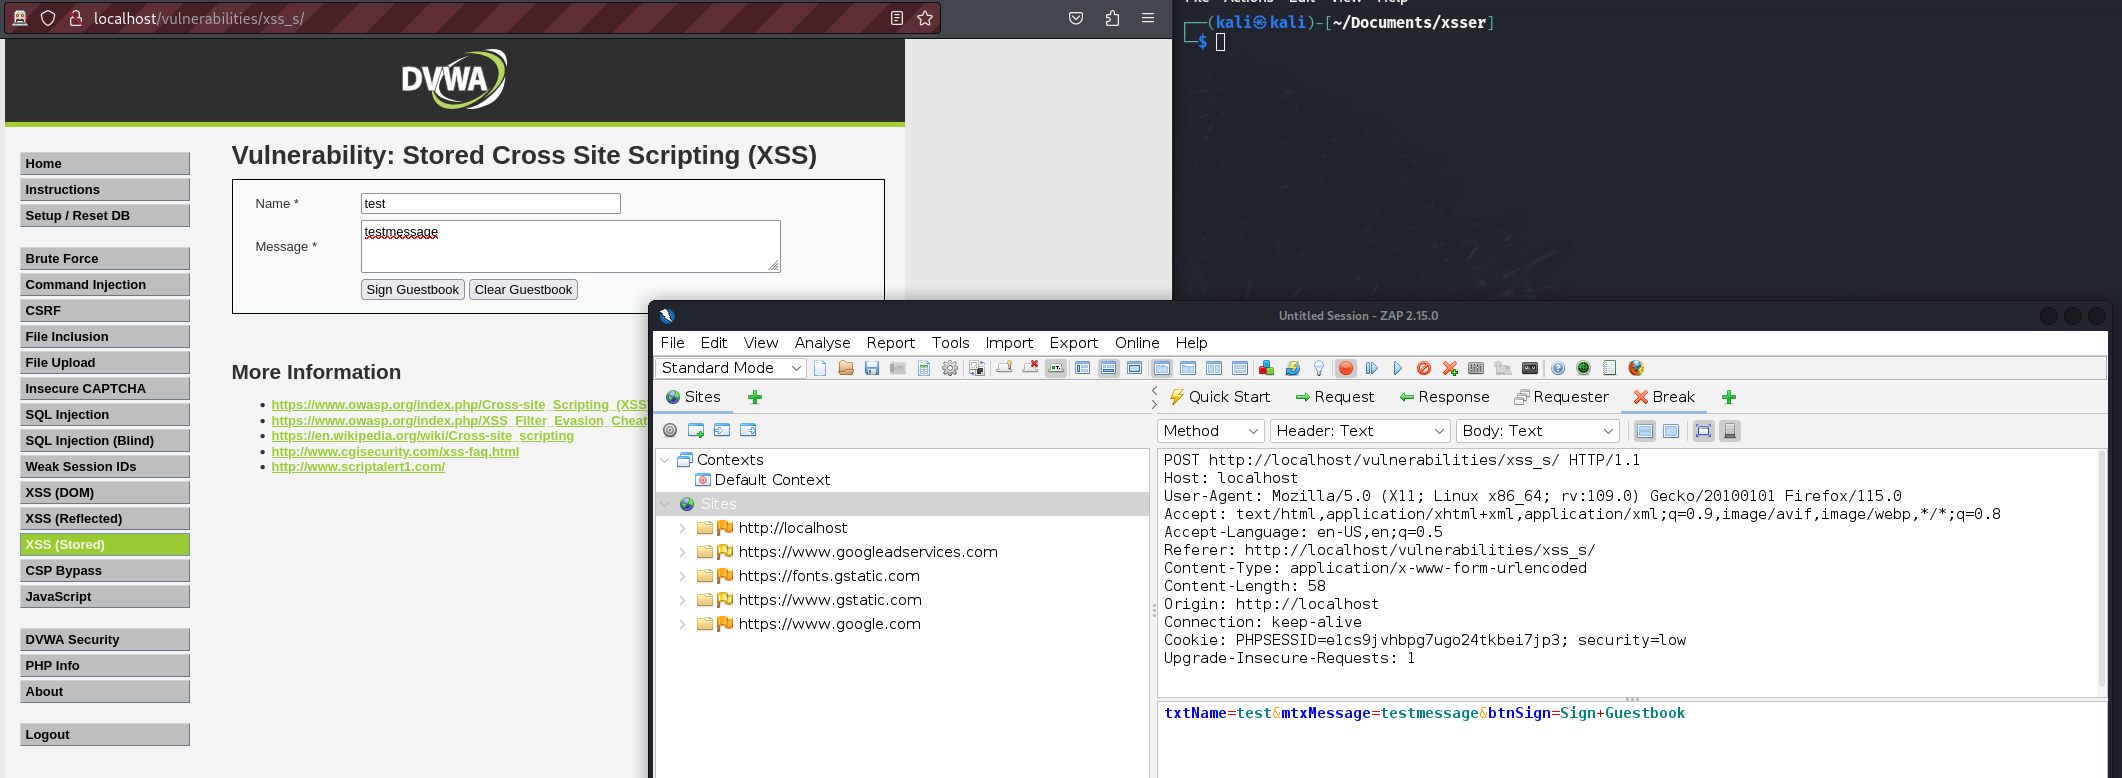 localhost/vulnerabilities/xss_s/
DVWA
Home
Instructions
Setup / Reset DB
Brute Force
Command Injection
CSRF
File Inclusion
File Upload
Insecure CAPTCHA
SQL Injection
SQL Injection (Blind)
Weak Session IDs
XSS (DOM)
XSS (Reflected)
XSS (Stored)
CSP Bypass
JavaScript
DVWA Security
PHP Info
About
Logout
Vulnerability: Stored Cross Site Scripting (XSS)
Name * test
Message * testmessage
Sign Guestbook Clear Guestbook
More Information
https://www.owasp.org/index.php/Cross-site_Scripting_(XSS
https://www.owasp.org/index.php/XSS_Filter_Evasion_Cheat
https://en.wikipedia.org/wiki/Cross-site_scripting
http://www.cgisecurity.com/xss-faq.html
http://www.scriptalert1.com/
(kali㉿kali)-[~/Documents/xsser]
$
Untitled Session - ZAP 2.15.0
File Edit View Analyse Report Tools Import Export Online Help
Standard Mode
Sites
Quick Start Request Response Requester Break
Method Header: Text Body: Text
Contexts
Default Context
Sites
http://localhost
https://www.googleadservices.com
https://fonts.gstatic.com
https://www.gstatic.com
https://www.google.com
POST http://localhost/vulnerabilities/xss_s/ HTTP/1.1
Host: localhost
User-Agent: Mozilla/5.0 (X11; Linux x86_64; rv:109.0) Gecko/20100101 Firefox/115.0
Accept: text/html,application/xhtml+xml,application/xml;q=0.9,image/avif,image/webp,*/*;q=0.8
Accept-Language: en-US,en;q=0.5
Referer: http://localhost/vulnerabilities/xss_s/
Content-Type: application/x-www-form-urlencoded
Content-Length: 58
Origin: http://localhost
Connection: keep-alive
Cookie: PHPSESSID=e1cs9jvhbpg7ugo24tkbei7jp3; security=low
Upgrade-Insecure-Requests: 1
txtName=test&mtxMessage=testmessage&btnSign=Sign+Guestbook